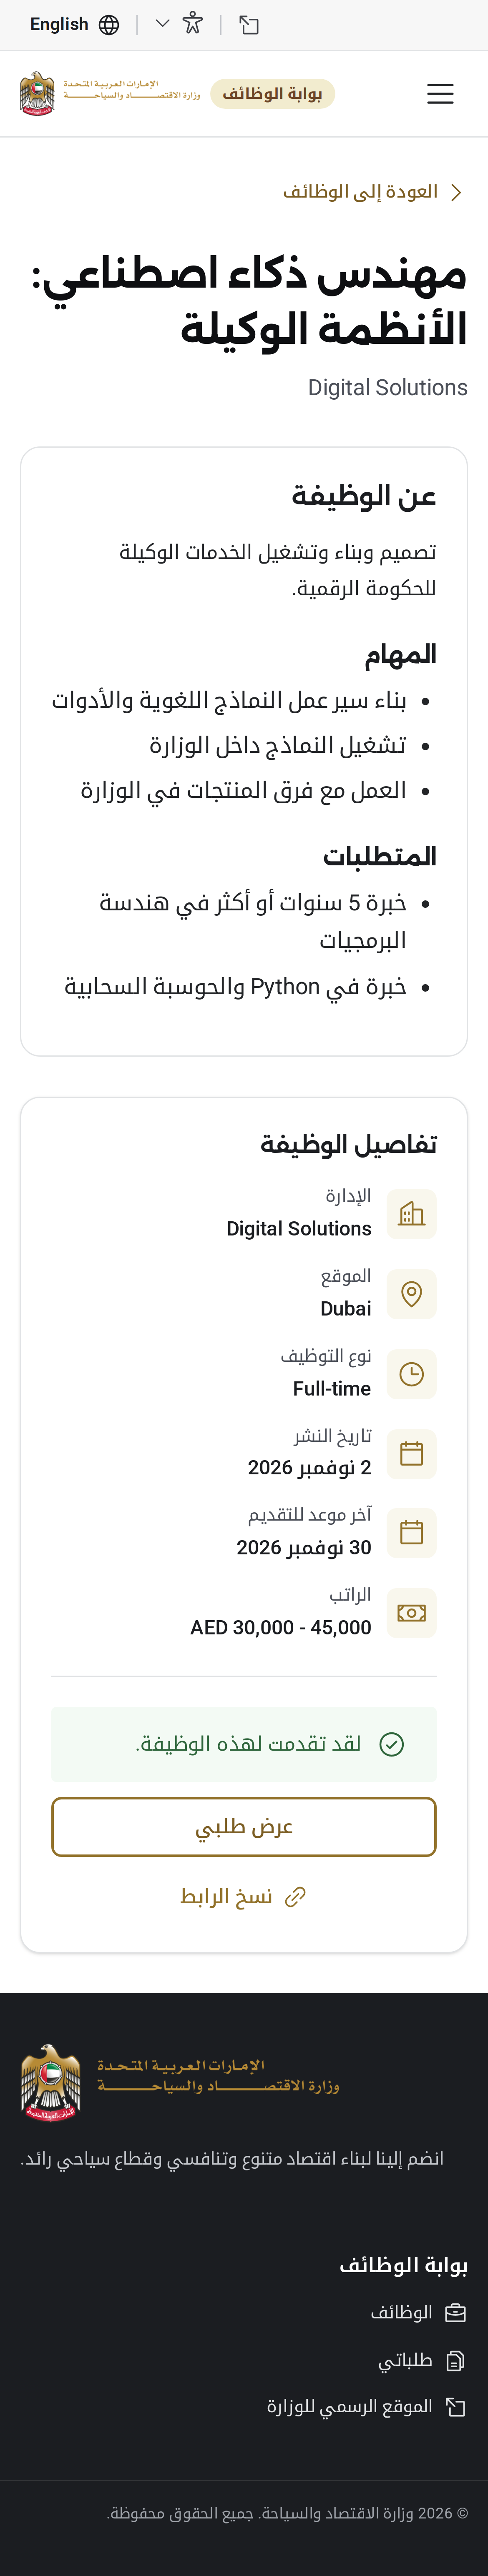 English
الإمارات العربية المتحدة
وزارة الاقتصاد والسياحة
بوابة الوظائف
العودة إلى الوظائف
مهندس ذكاء اصطناعي:
الأنظمة الوكيلة
Digital Solutions
عن الوظيفة
تصميم وبناء وتشغيل الخدمات الوكيلة
للحكومة الرقمية.
المهام
• بناء سير عمل النماذج اللغوية والأدوات
• تشغيل النماذج داخل الوزارة
• العمل مع فرق المنتجات في الوزارة
المتطلبات
• خبرة 5 سنوات أو أكثر في هندسة
البرمجيات
• خبرة في Python والحوسبة السحابية
تفاصيل الوظيفة
الإدارة
Digital Solutions
الموقع
Dubai
نوع التوظيف
Full-time
تاريخ النشر
2 نوفمبر 2026
آخر موعد للتقديم
30 نوفمبر 2026
الراتب
AED 30,000 - 45,000
لقد تقدمت لهذه الوظيفة.
عرض طلبي
نسخ الرابط
الإمارات العربية المتحدة
وزارة الاقتصاد والسياحة
انضم إلينا لبناء اقتصاد متنوع وتنافسي وقطاع سياحي رائد.
بوابة الوظائف
الوظائف
طلباتي
الموقع الرسمي للوزارة
© 2026 وزارة الاقتصاد والسياحة. جميع الحقوق محفوظة.